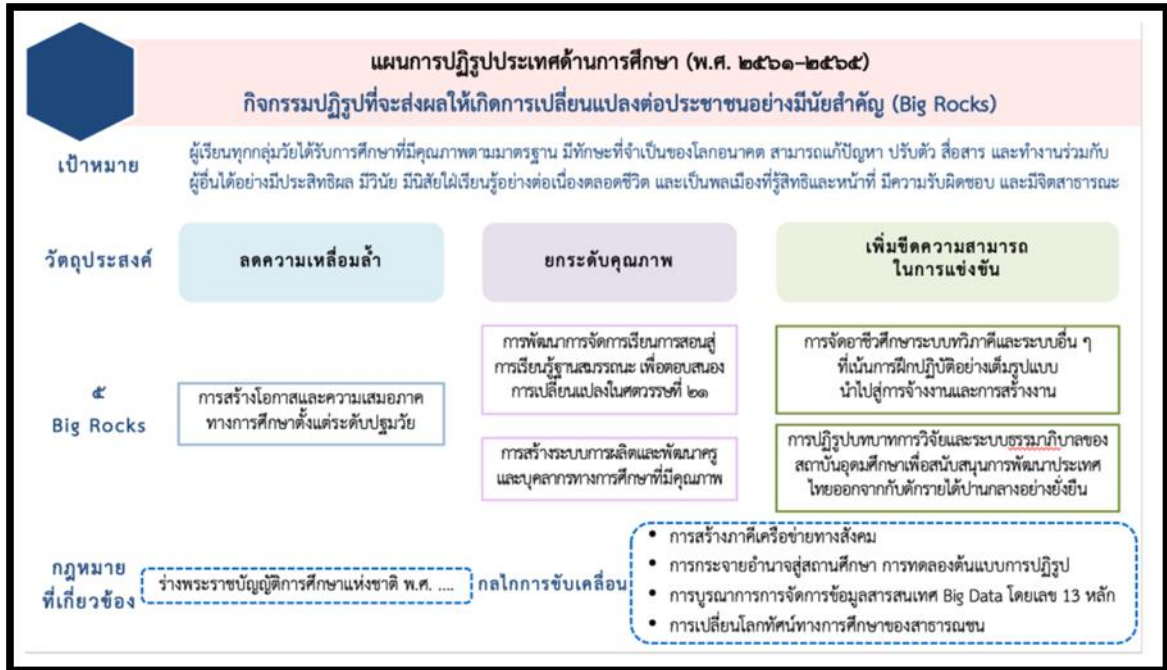 แผนการปฏิรูปประเทศด้านการศึกษา (พ.ศ. ๒๕๖๑–๒๕๖๕)
กิจกรรมปฏิรูปที่จะส่งผลให้เกิดการเปลี่ยนแปลงต่อประชาชนอย่างมีนัยสำคัญ (Big Rocks)
เป้าหมาย
ผู้เรียนทุกกลุ่มวัยได้รับการศึกษาที่มีคุณภาพตามมาตรฐาน มีทักษะที่จำเป็นของโลกอนาคต สามารถแก้ปัญหา ปรับตัว สื่อสาร และทำงานร่วมกับ
ผู้อื่นได้อย่างมีประสิทธิผล มีวินัย มีนิสัยใฝ่เรียนรู้อย่างต่อเนื่องตลอดชีวิต และเป็นพลเมืองที่รู้สิทธิและหน้าที่ มีความรับผิดชอบ และมีจิตสาธารณะ
วัตถุประสงค์
ลดความเหลื่อมล้ำ
ยกระดับคุณภาพ
เพิ่มขีดความสามารถ
ในการแข่งขัน
๕
Big Rocks
การสร้างโอกาสและความเสมอภาค
ทางการศึกษาตั้งแต่ระดับปฐมวัย
การพัฒนาการจัดการเรียนการสอนสู่
การเรียนรู้ฐานสมรรถนะ เพื่อตอบสนอง
การเปลี่ยนแปลงในศตวรรษที่ ๒๑
การสร้างระบบการผลิตและพัฒนาครู
และบุคลากรทางการศึกษาที่มีคุณภาพ
การจัดอาชีวศึกษาระบบทวิภาคีและระบบอื่น ๆ
ที่เน้นการฝึกปฏิบัติอย่างเต็มรูปแบบ
นำไปสู่การจ้างงานและการสร้างงาน
การปฏิรูปบทบาทการวิจัยและระบบธรรมาภิบาลของ
สถาบันอุดมศึกษาเพื่อสนับสนุนการพัฒนาประเทศ
ไทยออกจากกับดักรายได้ปานกลางอย่างยั่งยืน
กฎหมาย
ที่เกี่ยวข้อง
ร่างพระราชบัญญัติการศึกษาแห่งชาติ พ.ศ. ....
กลไกการขับเคลื่อน
• การสร้างภาคีเครือข่ายทางสังคม
• การกระจายอำนาจสู่สถานศึกษา การทดลองต้นแบบการปฏิรูป
• การบูรณาการการจัดการข้อมูลสารสนเทศ Big Data โดยเลข 13 หลัก
• การเปลี่ยนโลกทัศน์ทางการศึกษาของสาธารณชน